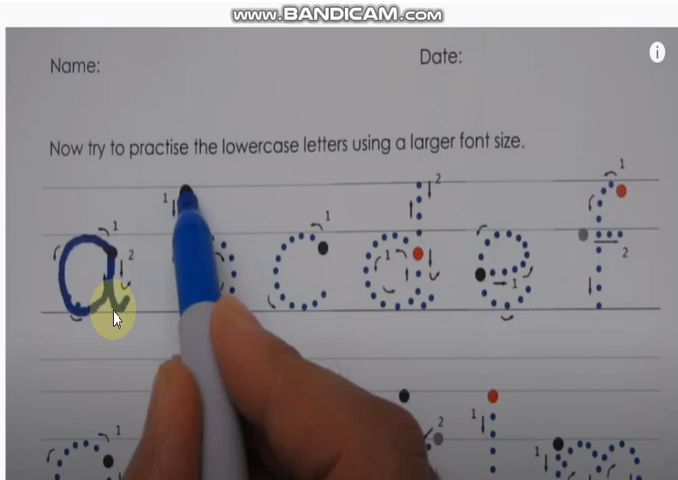 www.BANDICAM.com
Name: Date:
Now try to practise the lowercase letters using a larger font size.
a c d e f